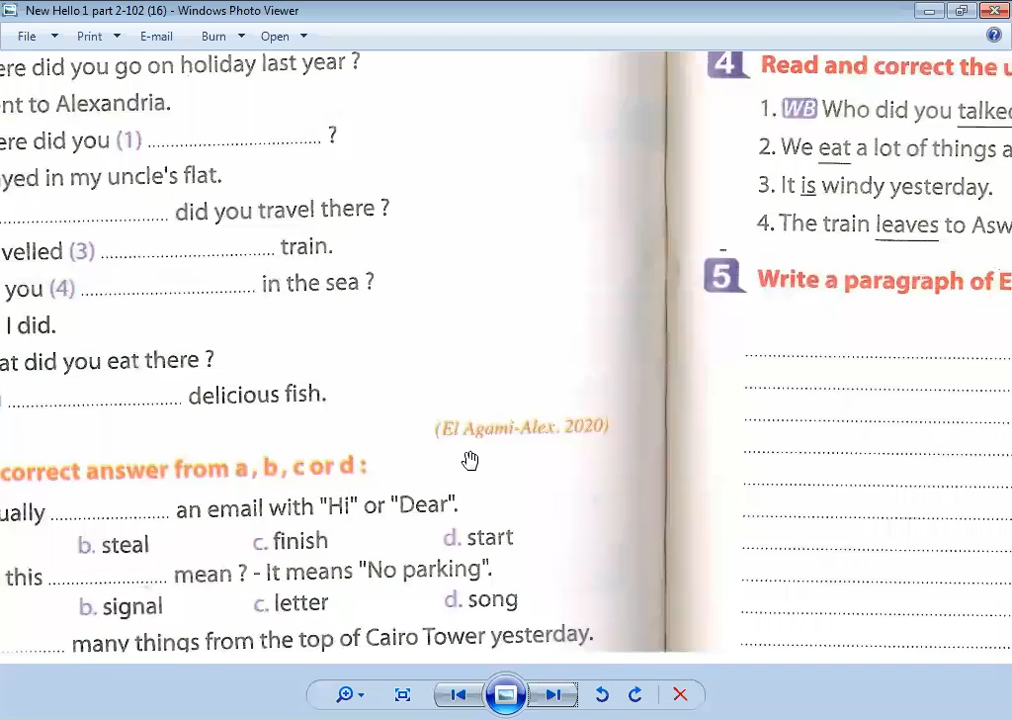 New Hello 1 part 2-102 (16) - Windows Photo Viewer
File Print E-mail Burn Open
ere did you go on holiday last year ?
nt to Alexandria.
ere did you (1) ............................ ?
yed in my uncle's flat.
............................ did you travel there ?
velled (3) ............................ train.
you (4) ............................ in the sea ?
I did.
at did you eat there ?
............................ delicious fish.
(El Agami-Alex. 2020)
correct answer from a, b, c or d :
ually .................... an email with "Hi" or "Dear".
b. steal c. finish d. start
this .................... mean ? - It means "No parking".
b. signal c. letter d. song
............ many things from the top of Cairo Tower yesterday.
4 Read and correct the u
1. WB Who did you talked
2. We eat a lot of things a
3. It is windy yesterday.
4. The train leaves to Asw
5 Write a paragraph of E